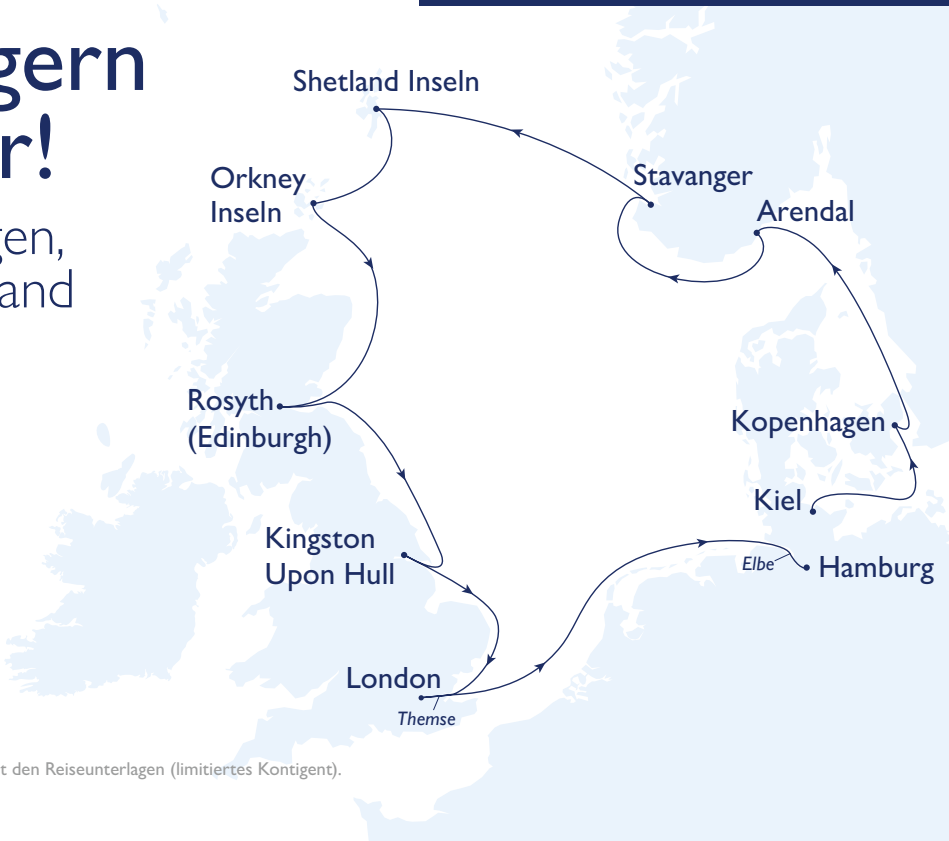 gern
r!
gen,
and
Shetland Inseln
Orkney
Inseln
Stavanger
Arendal
Rosyth
(Edinburgh)
Kopenhagen
Kiel
Kingston
Upon Hull
Elbe
Hamburg
London
Themse
t den Reiseunterlagen (limitiertes Kontigent).